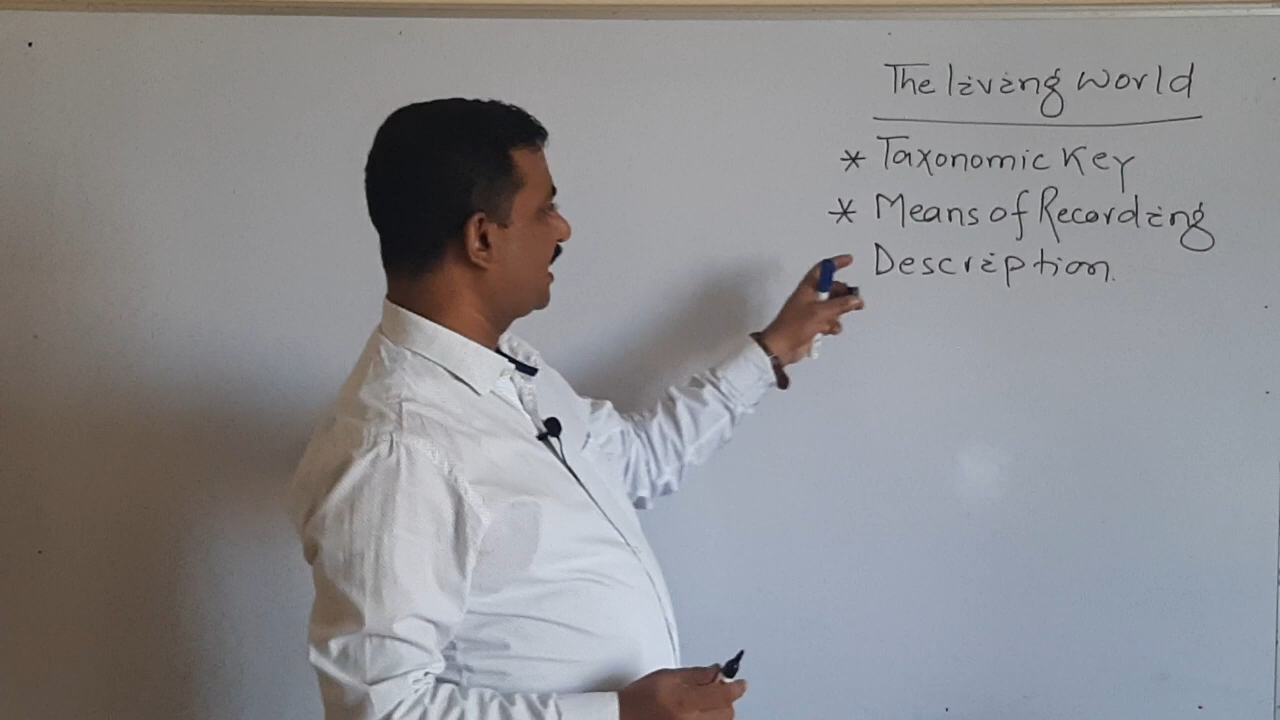 The living world
* Taxonomic Key
* Means of Recording
Description.